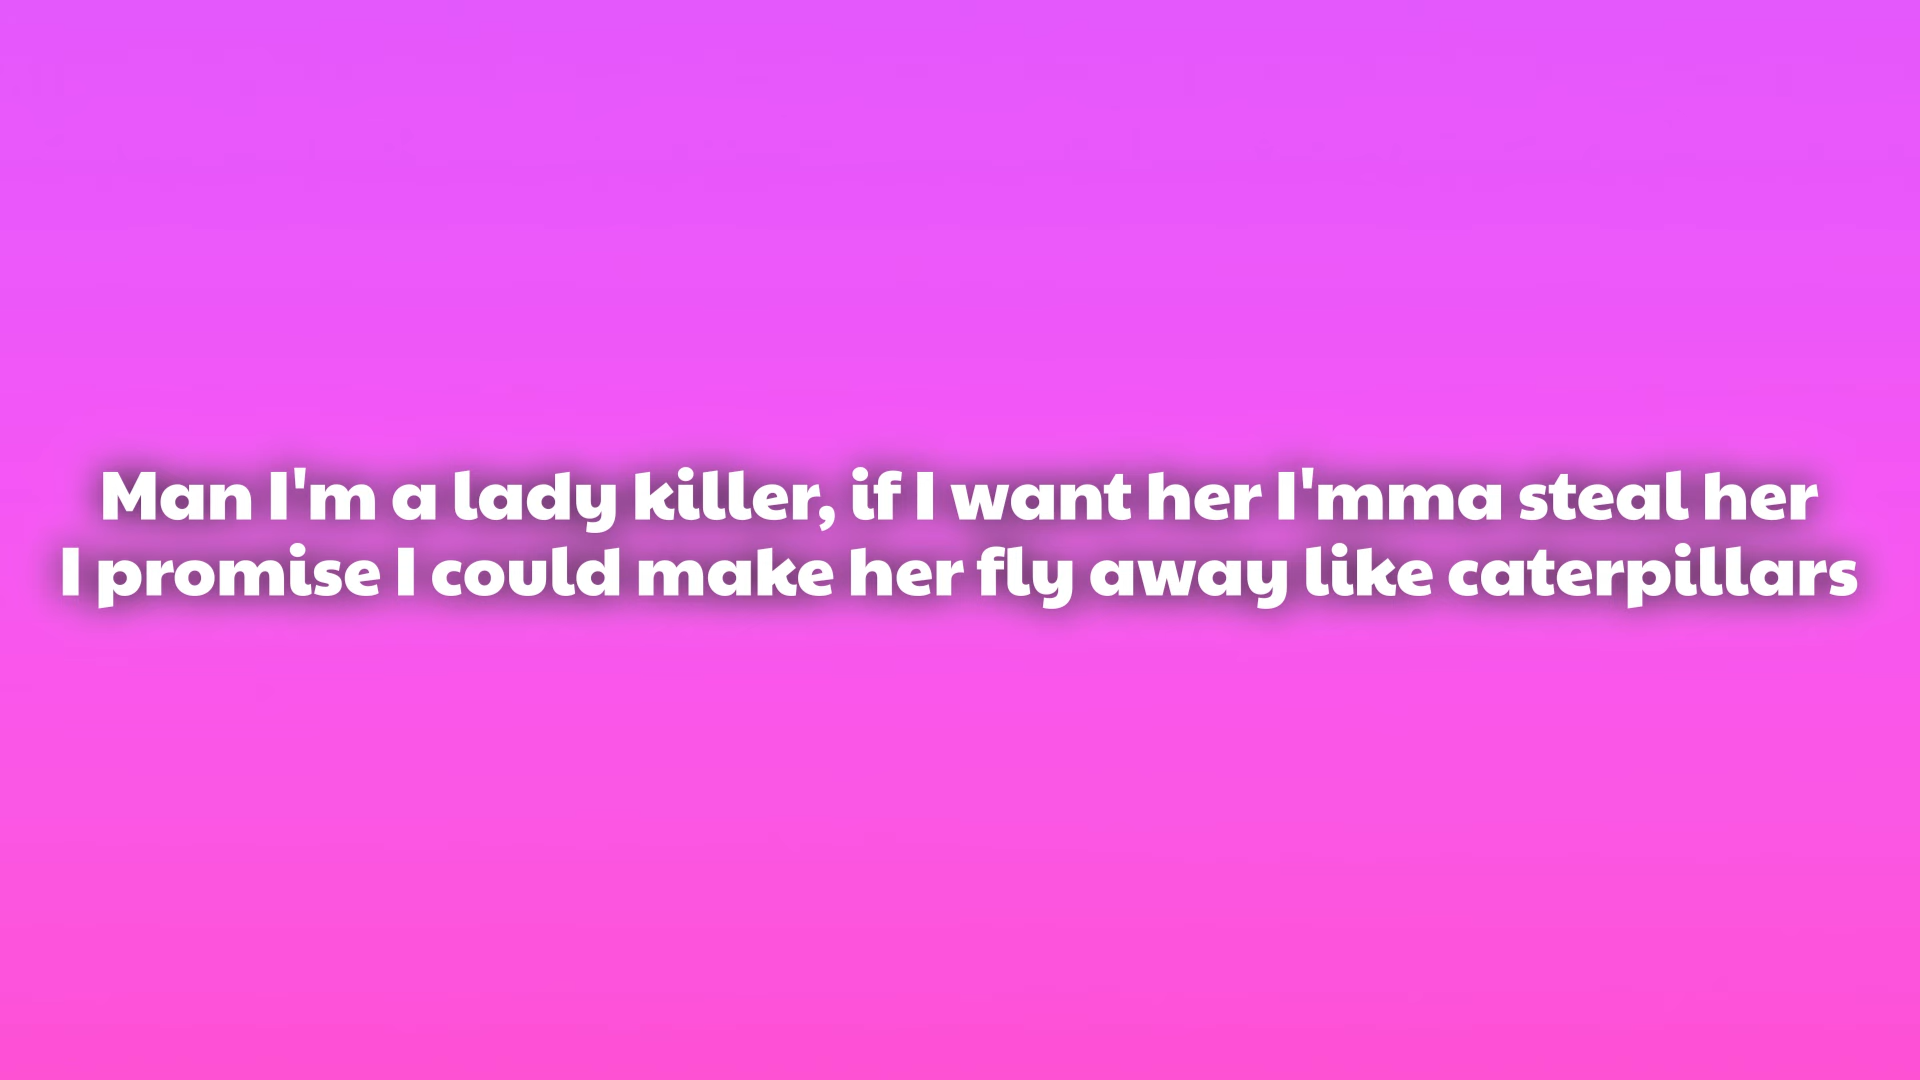 Man I'm a lady killer, if I want her I'mma steal her
I promise I could make her fly away like caterpillars